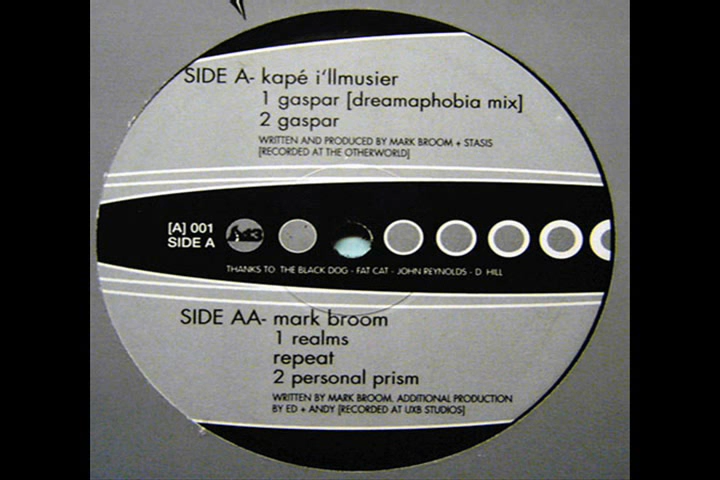 SIDE A- kapé i'llmusier
1 gaspar [dreamaphobia mix]
2 gaspar
WRITTEN AND PRODUCED BY MARK BROOM + STASIS
[RECORDED AT THE OTHERWORLD]
[A] 001
SIDE A
THANKS TO THE BLACK DOG - FAT CAT - JOHN REYNOLDS - D HILL
SIDE AA- mark broom
1 realms
repeat
2 personal prism
WRITTEN BY MARK BROOM. ADDITIONAL PRODUCTION
BY ED + ANDY [RECORDED AT UXB STUDIOS]